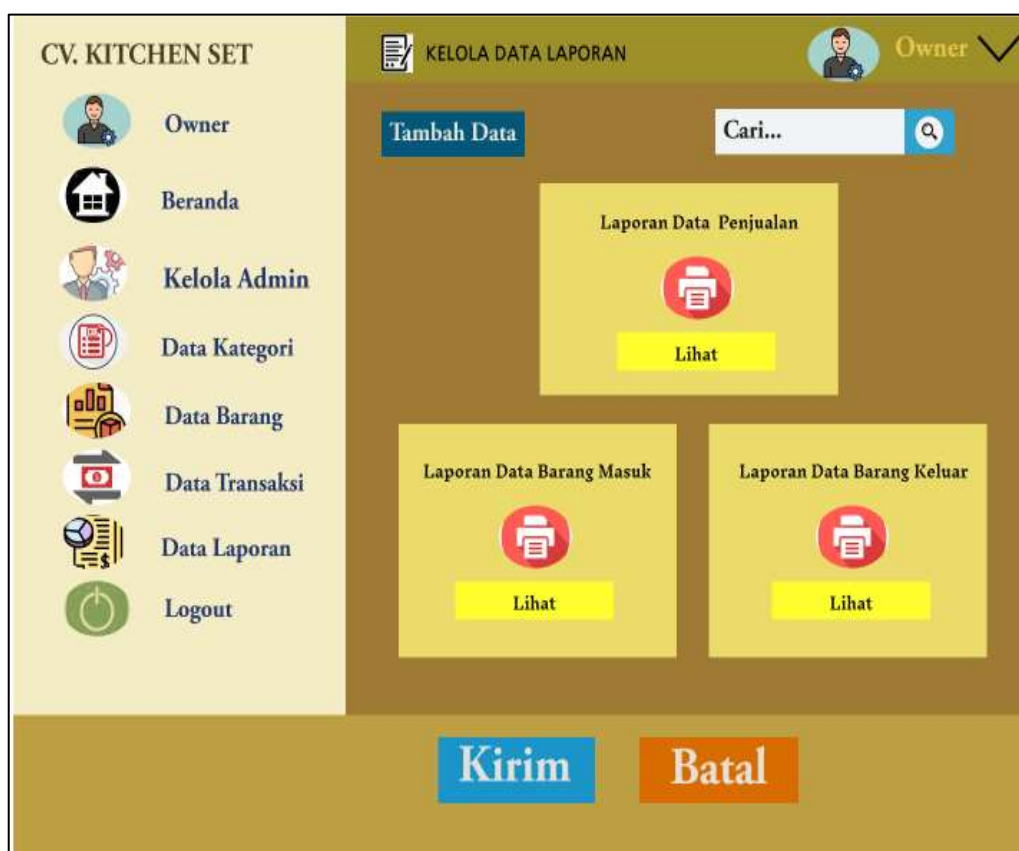 CV. KITCHEN SET
Owner
Beranda
Kelola Admin
Data Kategori
Data Barang
Data Transaksi
Data Laporan
Logout
KELOLA DATA LAPORAN
Owner
Tambah Data
Cari...
Laporan Data Penjualan
Lihat
Laporan Data Barang Masuk
Lihat
Laporan Data Barang Keluar
Lihat
Kirim
Batal